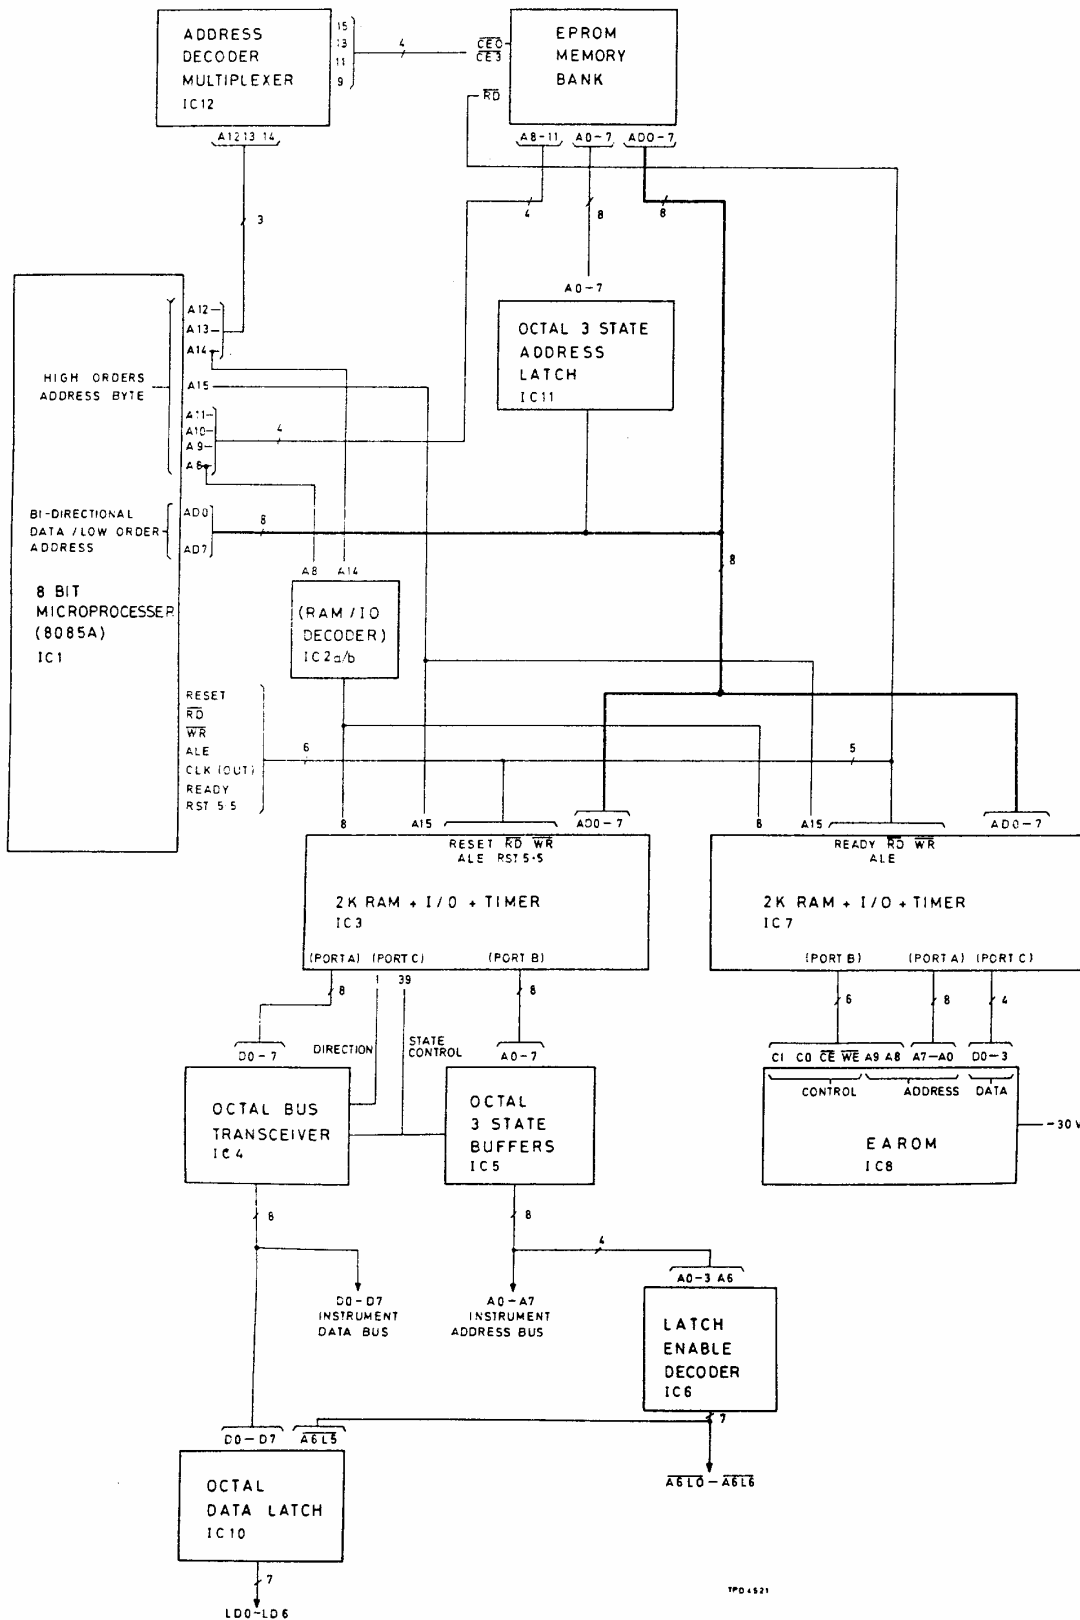 ADDRESS
DECODER
MULTIPLEXER
IC12
15
13
11
9
4
CE0
CE3
RD
EPROM
MEMORY
BANK
A12 13 14
A8-11
A0-7
AD0-7
3
4
8
8
A0-7
OCTAL 3 STATE
ADDRESS
LATCH
IC11
A12
A13
A14
HIGH ORDERS
ADDRESS BYTE
A15
A11
A10
A9
A8
4
BI-DIRECTIONAL
DATA / LOW ORDER
ADDRESS
AD0
AD7
8
8
8 BIT
MICROPROCESSER
(8085A)
IC1
A8
A14
(RAM / IO
DECODER)
IC2a/b
RESET
RD
WR
ALE
CLK (OUT)
READY
RST 5·5
6
5
8
A15
AD0-7
8
A15
AD0-7
RESET RD WR
ALE RST 5·5
2K RAM + I/O + TIMER
IC3
(PORT A)
(PORT C)
(PORT B)
READY RD WR
ALE
2K RAM + I/O + TIMER
IC7
(PORT B)
(PORT A)
(PORT C)
8
1
39
8
6
8
4
DIRECTION
STATE
CONTROL
D0-7
A0-7
C1 C0 CE WE A9 A8 A7-A0 D0-3
CONTROL
ADDRESS
DATA
OCTAL BUS
TRANSCEIVER
IC4
OCTAL
3 STATE
BUFFERS
IC5
EAROM
IC8
-30V
8
8
4
D0-D7
INSTRUMENT
DATA BUS
A0-A7
INSTRUMENT
ADDRESS BUS
A0-3 A6
LATCH
ENABLE
DECODER
IC6
7
D0-D7
A6L5
A6L0-A6L6
OCTAL
DATA LATCH
IC10
7
LD0-LD6
TPD 4521